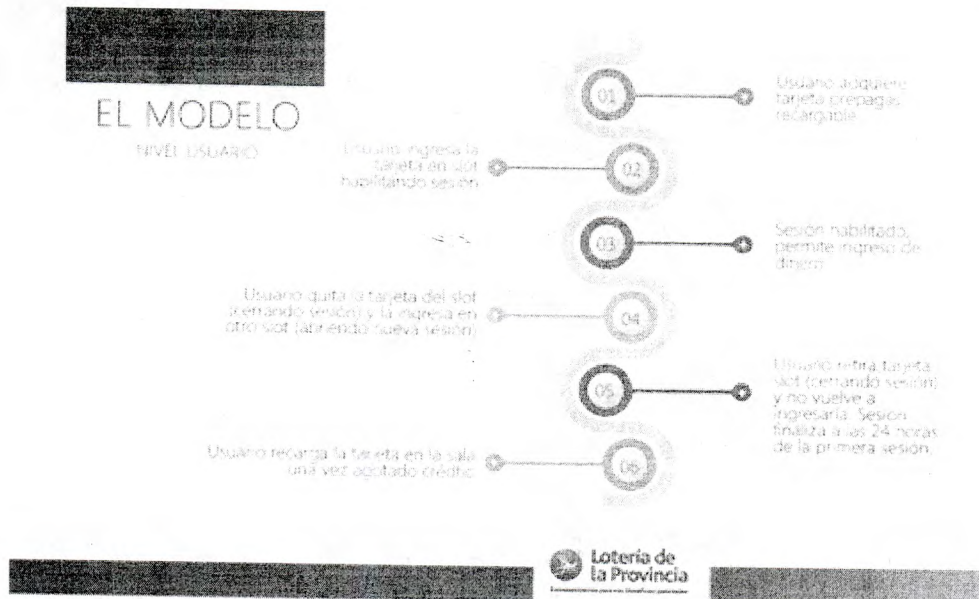 EL MODELO
NIVEL USUARIO
01
Usuario adquiere
tarjeta prepagas
recargable
Usuario ingresa la
tarjeta en slot
habilitando sesión
02
03
Sesión habilitado,
permite ingreso de
dinero
Usuario quita la tarjeta del slot
(cerrando sesión) y la ingresa en
otro slot (abriendo nueva sesión)
04
05
Usuario retira tarjeta
slot (cerrando sesión)
y no vuelve a
ingresarla. Sesión
finaliza a las 24 horas
de la primera sesión.
Usuario recarga la tarjeta en la sala
una vez agotado crédito
06
Lotería de
la Provincia